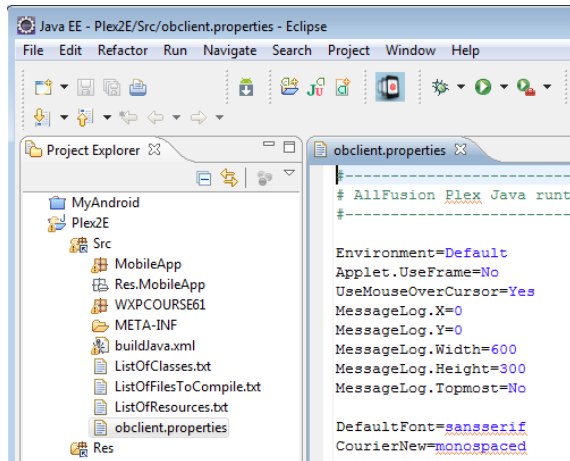 Java EE - Plex2E/Src/obclient.properties - Eclipse
File Edit Refactor Run Navigate Search Project Window Help
Project Explorer
MyAndroid
Plex2E
Src
MobileApp
Res.MobileApp
WXPCOURSE61
META-INF
buildJava.xml
ListOfClasses.txt
ListOfFilesToCompile.txt
ListOfResources.txt
obclient.properties
Res
obclient.properties
#-------------------------
# AllFusion Plex Java runt
#-------------------------
Environment=Default
Applet.UseFrame=No
UseMouseOverCursor=Yes
MessageLog.X=0
MessageLog.Y=0
MessageLog.Width=600
MessageLog.Height=300
MessageLog.Topmost=No
DefaultFont=sansserif
CourierNew=monospaced